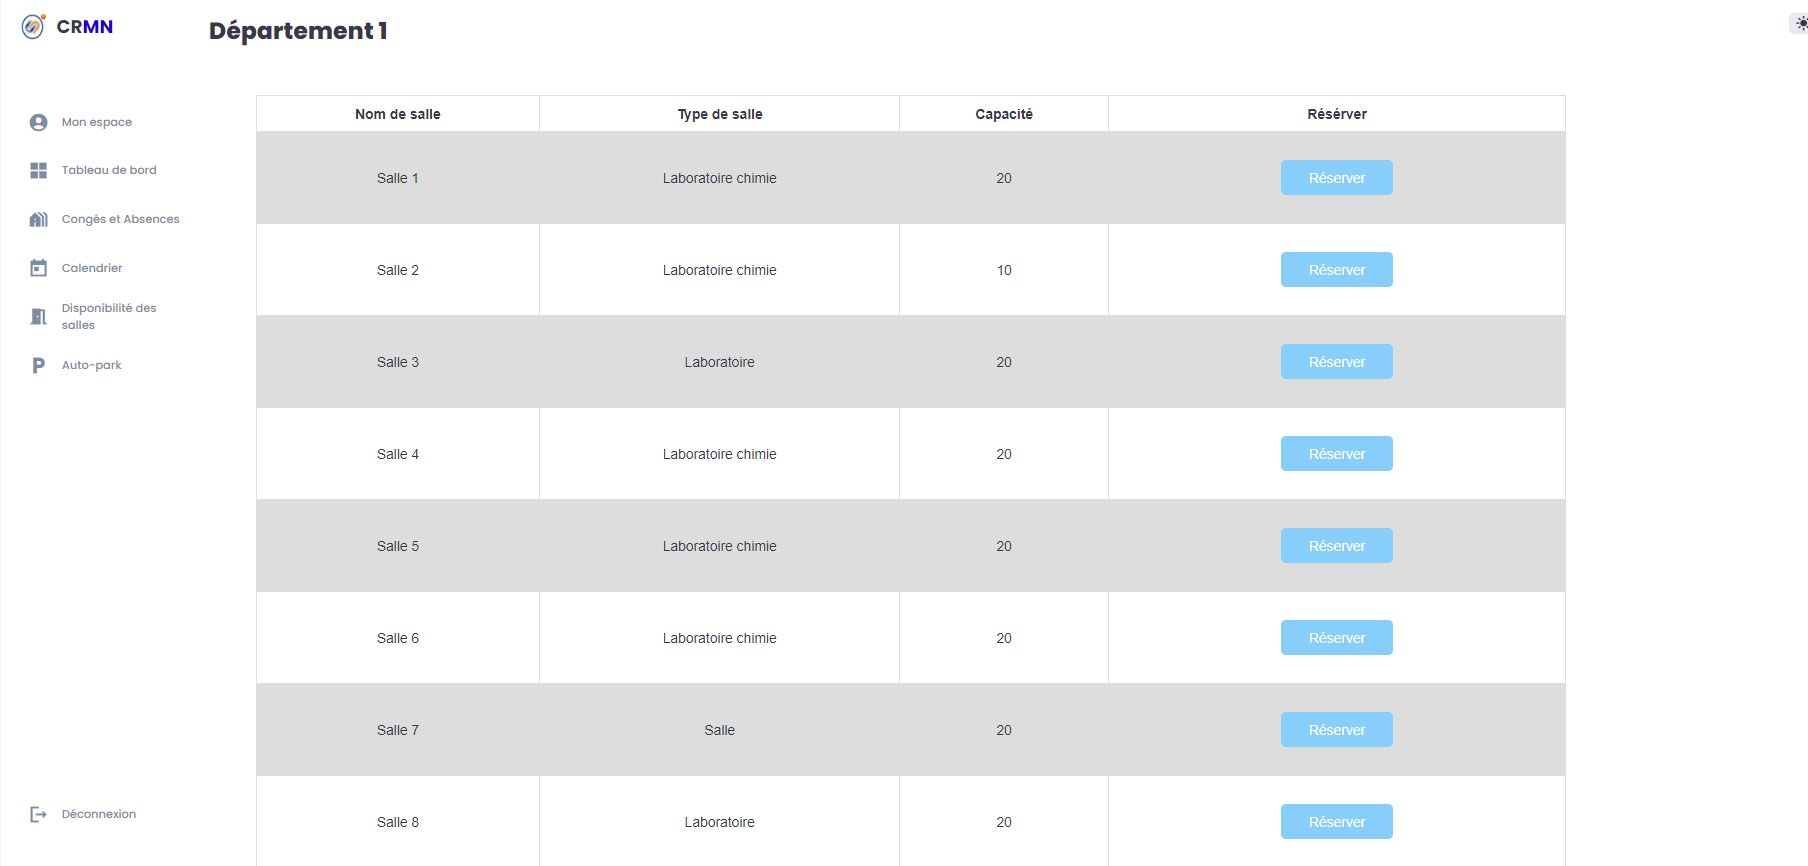 CRMN
Département 1
Mon espace
Tableau de bord
Congés et Absences
Calendrier
Disponibilité des
salles
Auto-park
Déconnexion
Nom de salle Type de salle Capacité Résérver
Salle 1 Laboratoire chimie 20 Réserver
Salle 2 Laboratoire chimie 10 Réserver
Salle 3 Laboratoire 20 Réserver
Salle 4 Laboratoire chimie 20 Réserver
Salle 5 Laboratoire chimie 20 Réserver
Salle 6 Laboratoire chimie 20 Réserver
Salle 7 Salle 20 Réserver
Salle 8 Laboratoire 20 Réserver